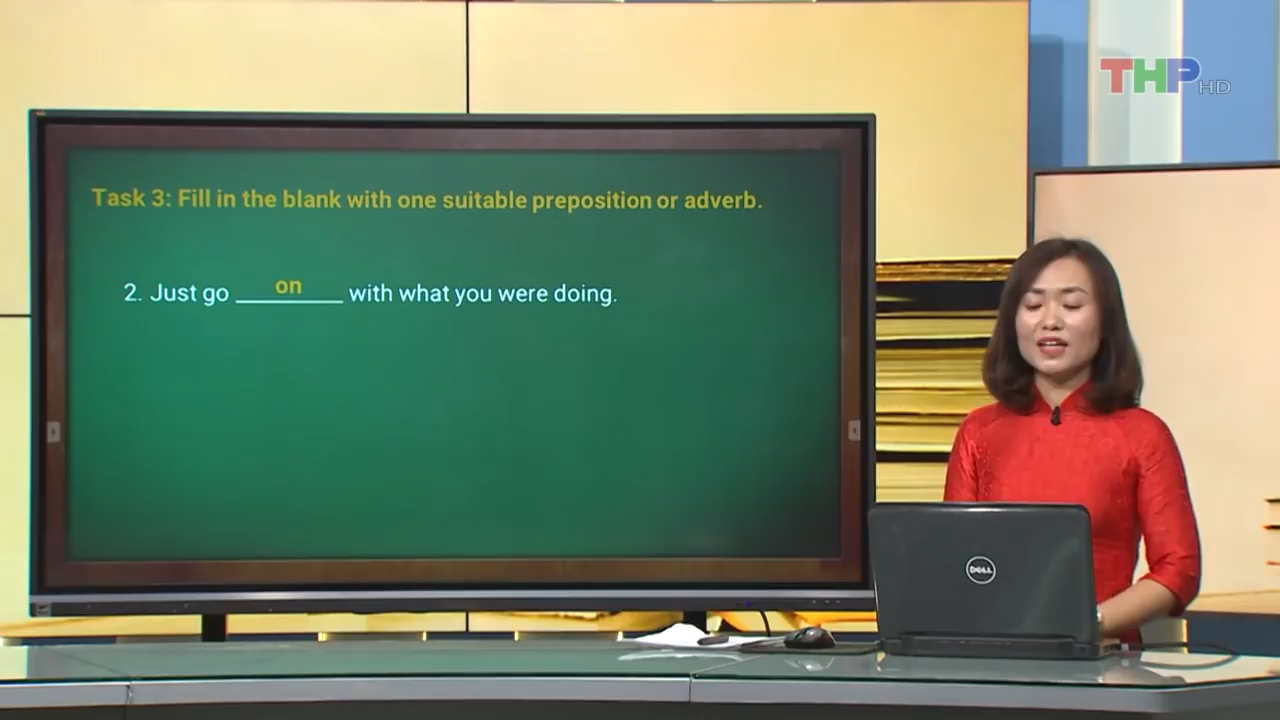 THP HD
Task 3: Fill in the blank with one suitable preposition or adverb.
2. Just go on with what you were doing.
DELL